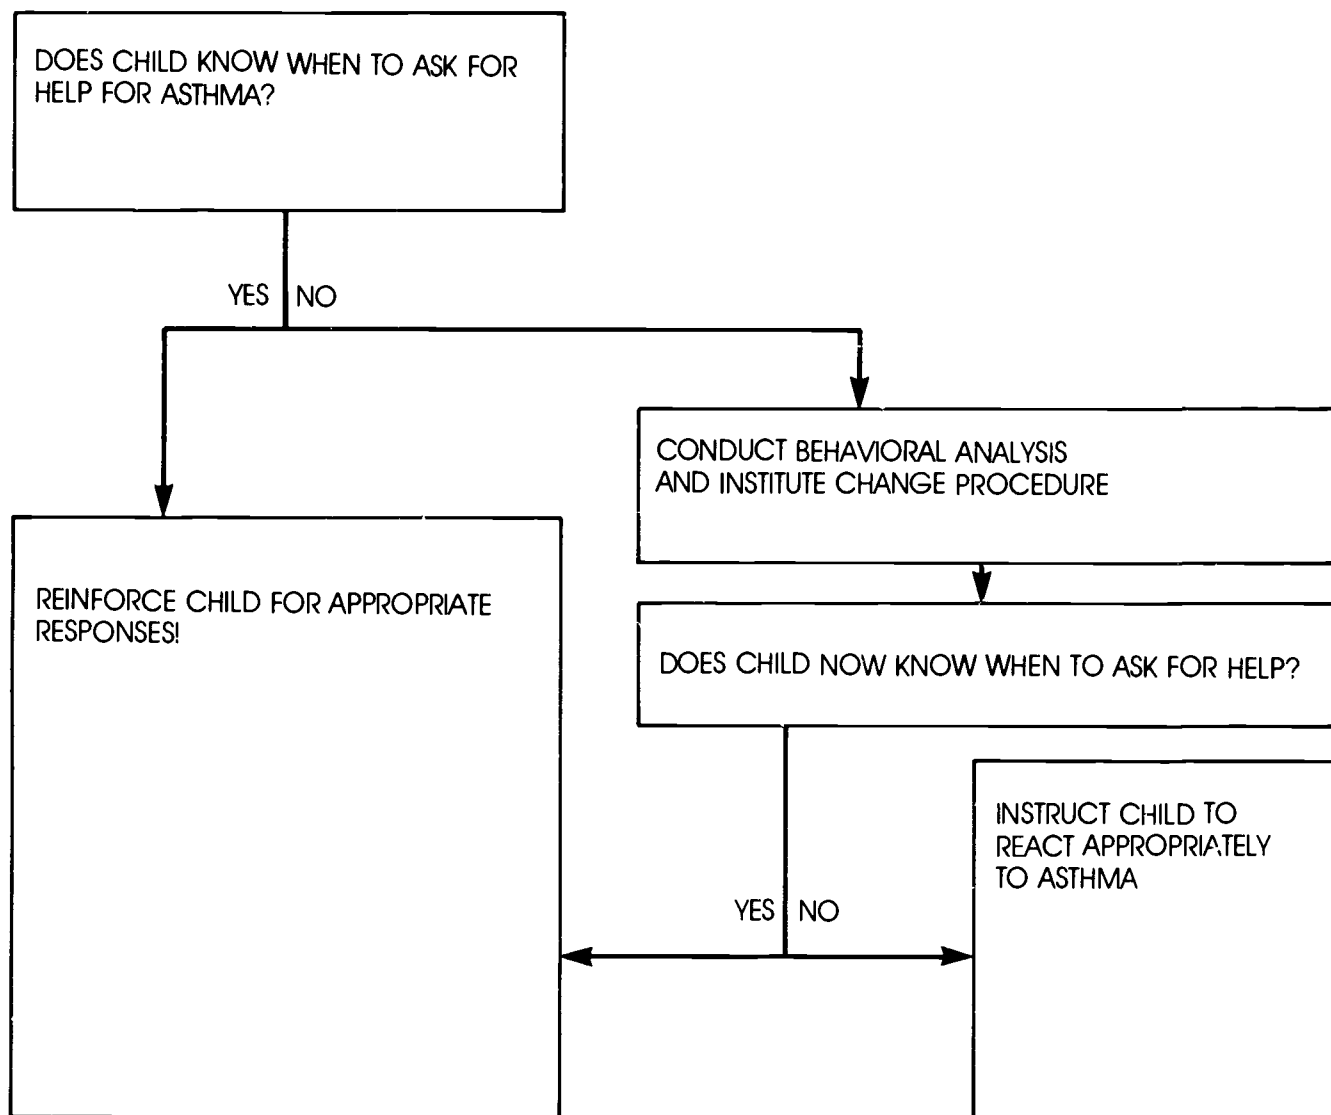 DOES CHILD KNOW WHEN TO ASK FOR
HELP FOR ASTHMA?
YES NO
CONDUCT BEHAVIORAL ANALYSIS
AND INSTITUTE CHANGE PROCEDURE
REINFORCE CHILD FOR APPROPRIATE
RESPONSES!
DOES CHILD NOW KNOW WHEN TO ASK FOR HELP?
INSTRUCT CHILD TO
REACT APPROPRIATELY
TO ASTHMA
YES NO